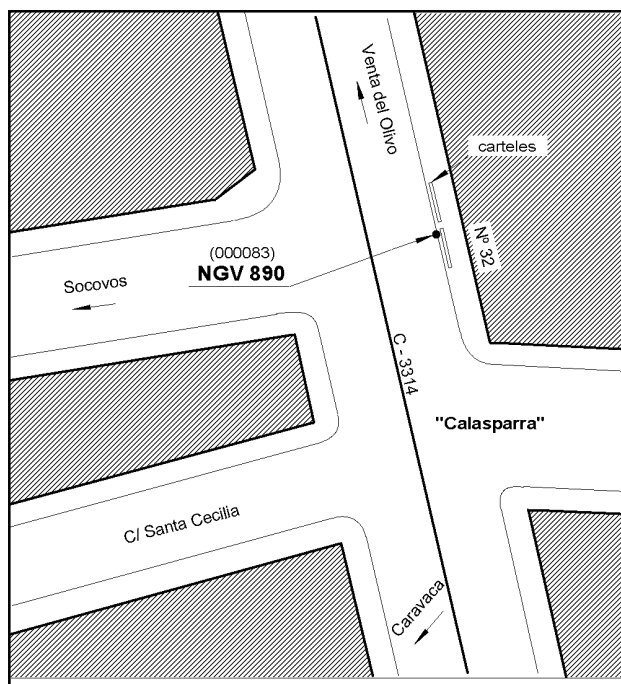 Venta del Olivo
carteles
Nº 32
(000083)
NGV 890
Socovos
C - 3314
"Calasparra"
C/ Santa Cecilia
Caravaca